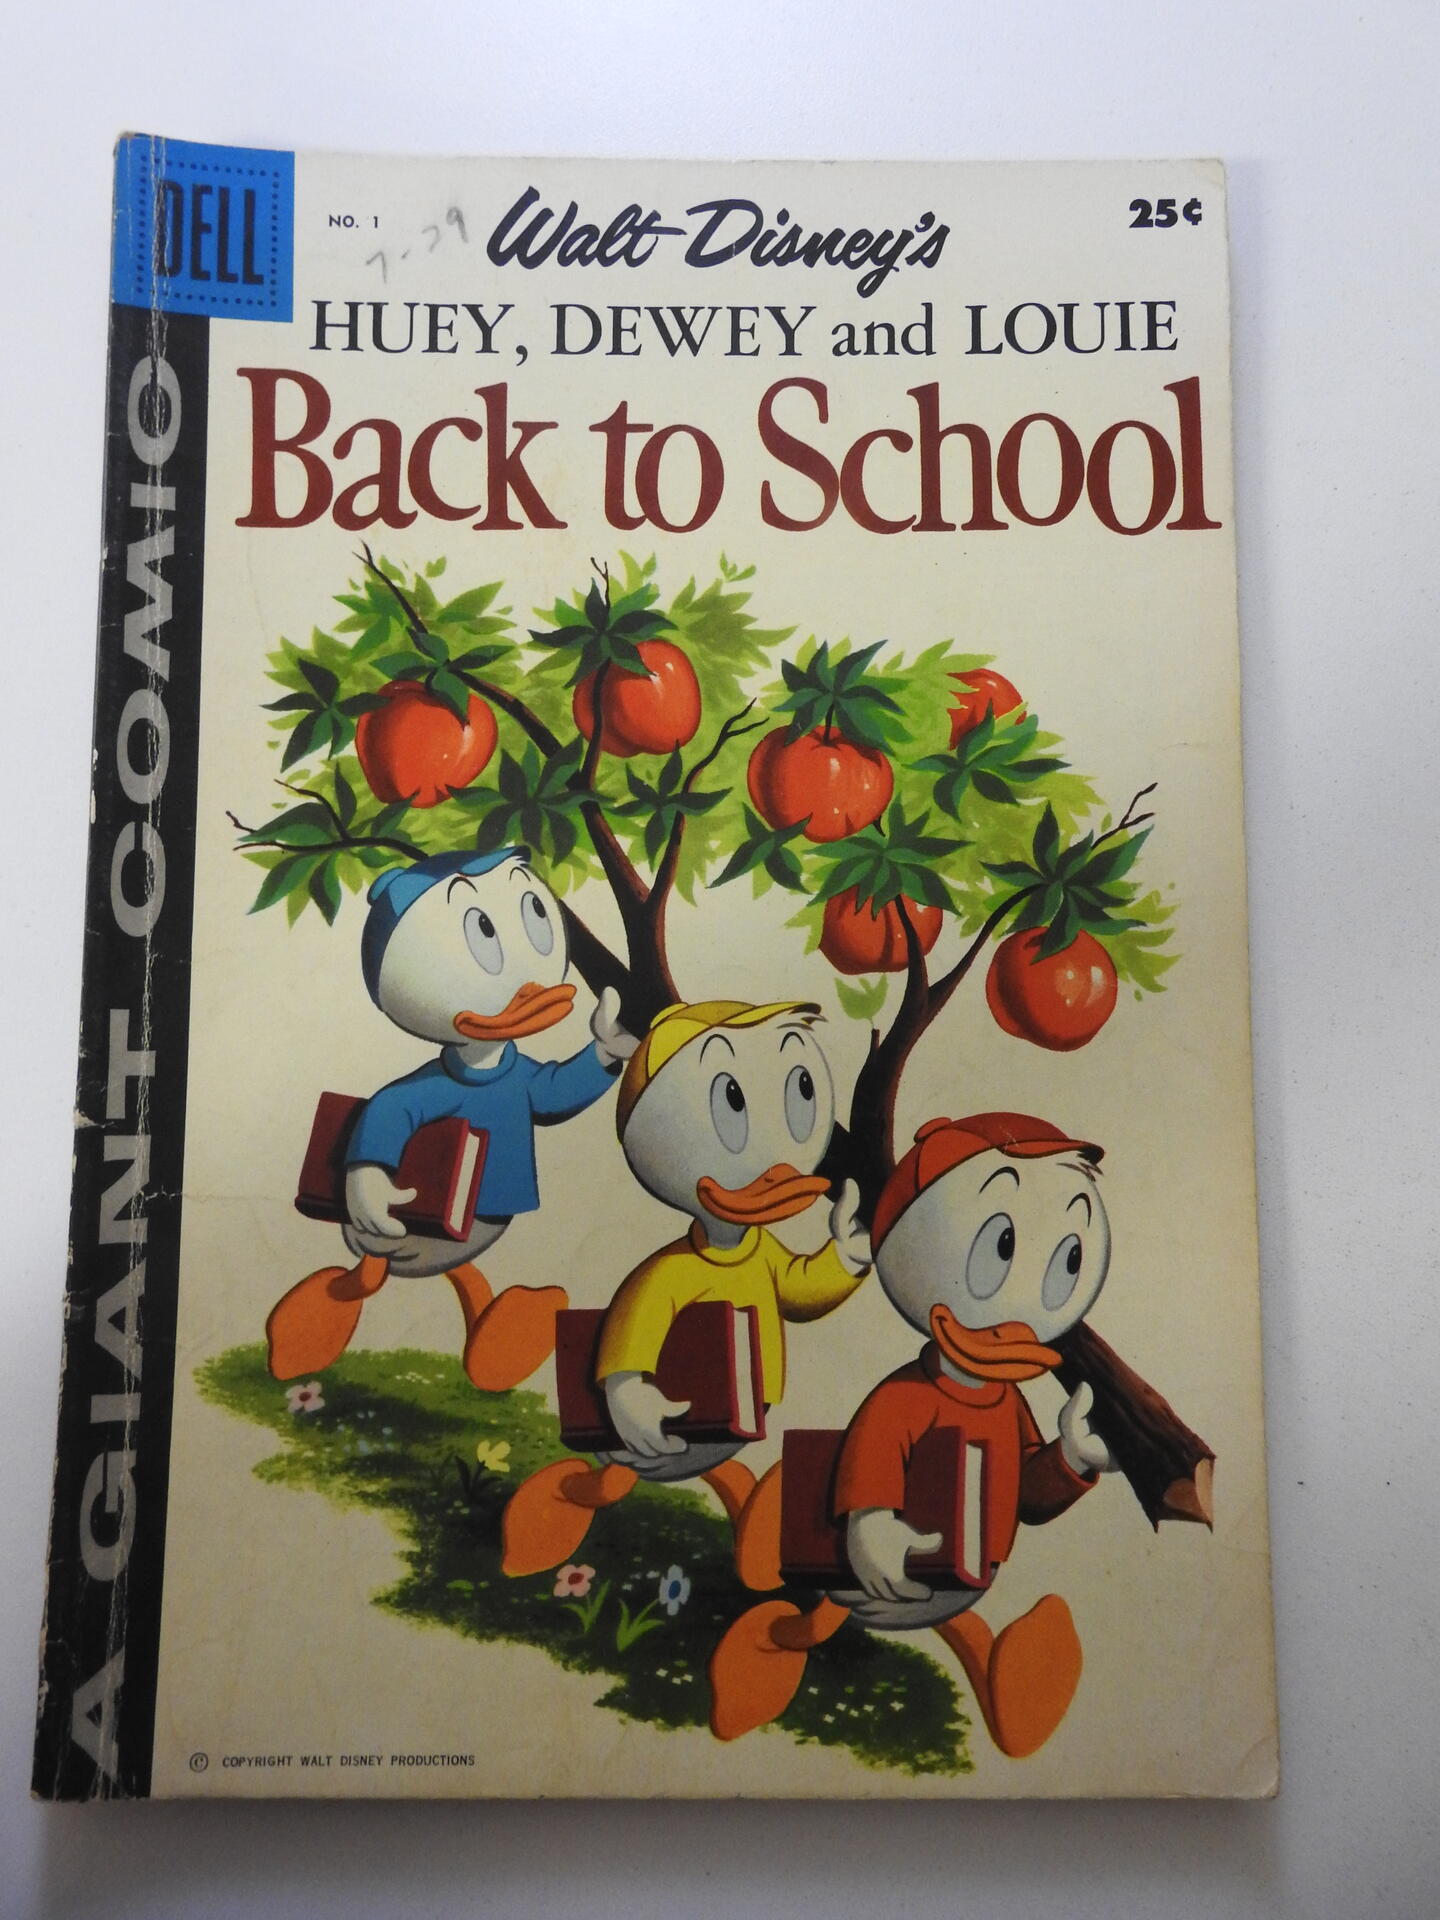 DELL
NO. 1
7-29
Walt Disney's
25¢
HUEY, DEWEY and LOUIE
Back to School
A GIANT COMIC
© COPYRIGHT WALT DISNEY PRODUCTIONS